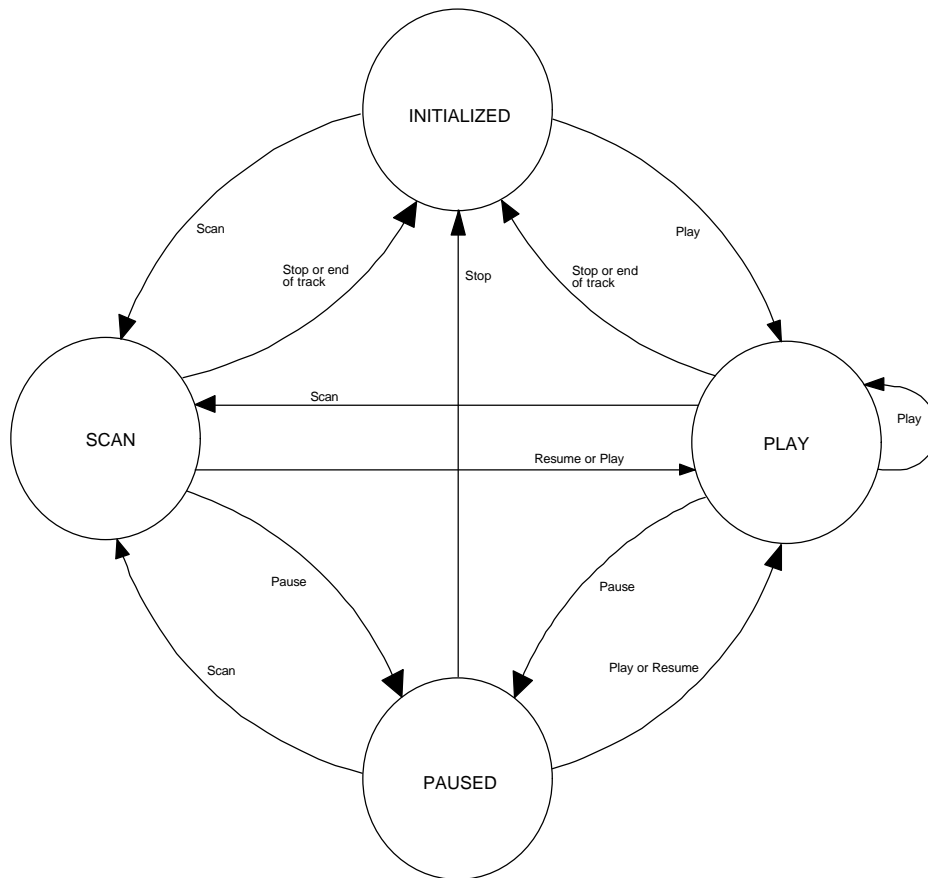 INITIALIZED
Scan
Play
Stop or end
of track
Stop
Stop or end
of track
Scan
Play
SCAN
PLAY
Resume or Play
Pause
Pause
Scan
Play or Resume
PAUSED